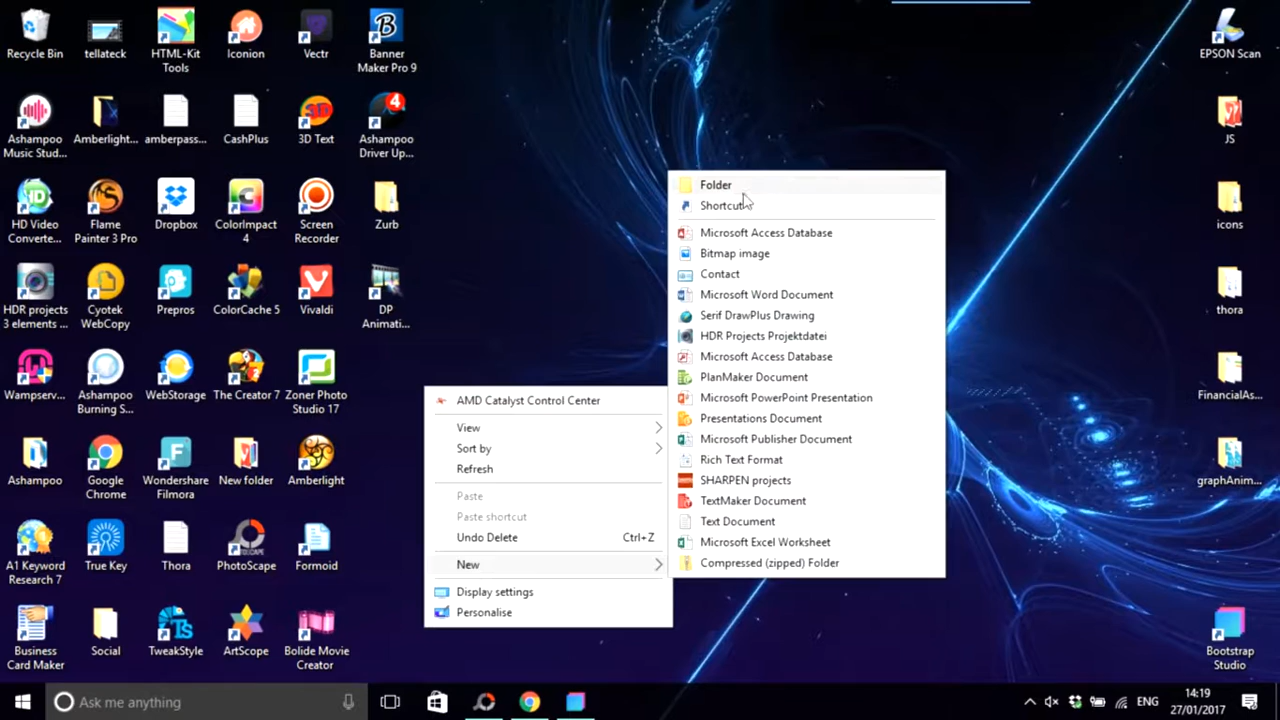 Recycle Bin
tellateck
HTML-Kit
Tools
Iconion
Vectr
Banner
Maker Pro 9
EPSON Scan
Ashampoo
Music Stud...
Amberlight...
amberpass...
CashPlus
3D
3D Text
4
Ashampoo
Driver Up...
JS
HD Video
Converte...
Flame
Painter 3 Pro
Dropbox
ColorImpact
4
Screen
Recorder
Zurb
icons
HDR projects
3 elements ...
Cyotek
WebCopy
Prepros
ColorCache 5
Vivaldi
DP
Animati...
thora
Wampserv...
Ashampoo
Burning S...
WebStorage
The Creator 7
Zoner Photo
Studio 17
FinancialAs...
Ashampoo
Google
Chrome
Wondershare
Filmora
New folder
Amberlight
graphAnim...
A1 Keyword
Research 7
True Key
Thora
PhotoScape
Formoid
Business
Card Maker
Social
TweakStyle
ArtScope
Bolide Movie
Creator
Bootstrap
Studio
AMD Catalyst Control Center
View
Sort by
Refresh
Paste
Paste shortcut
Undo Delete Ctrl+Z
New
Display settings
Personalise
Folder
Shortcut
Microsoft Access Database
Bitmap image
Contact
Microsoft Word Document
Serif DrawPlus Drawing
HDR Projects Projektdatei
Microsoft Access Database
PlanMaker Document
Microsoft PowerPoint Presentation
Presentations Document
Microsoft Publisher Document
Rich Text Format
SHARPEN projects
TextMaker Document
Text Document
Microsoft Excel Worksheet
Compressed (zipped) Folder
Ask me anything
ENG
14:19
27/01/2017